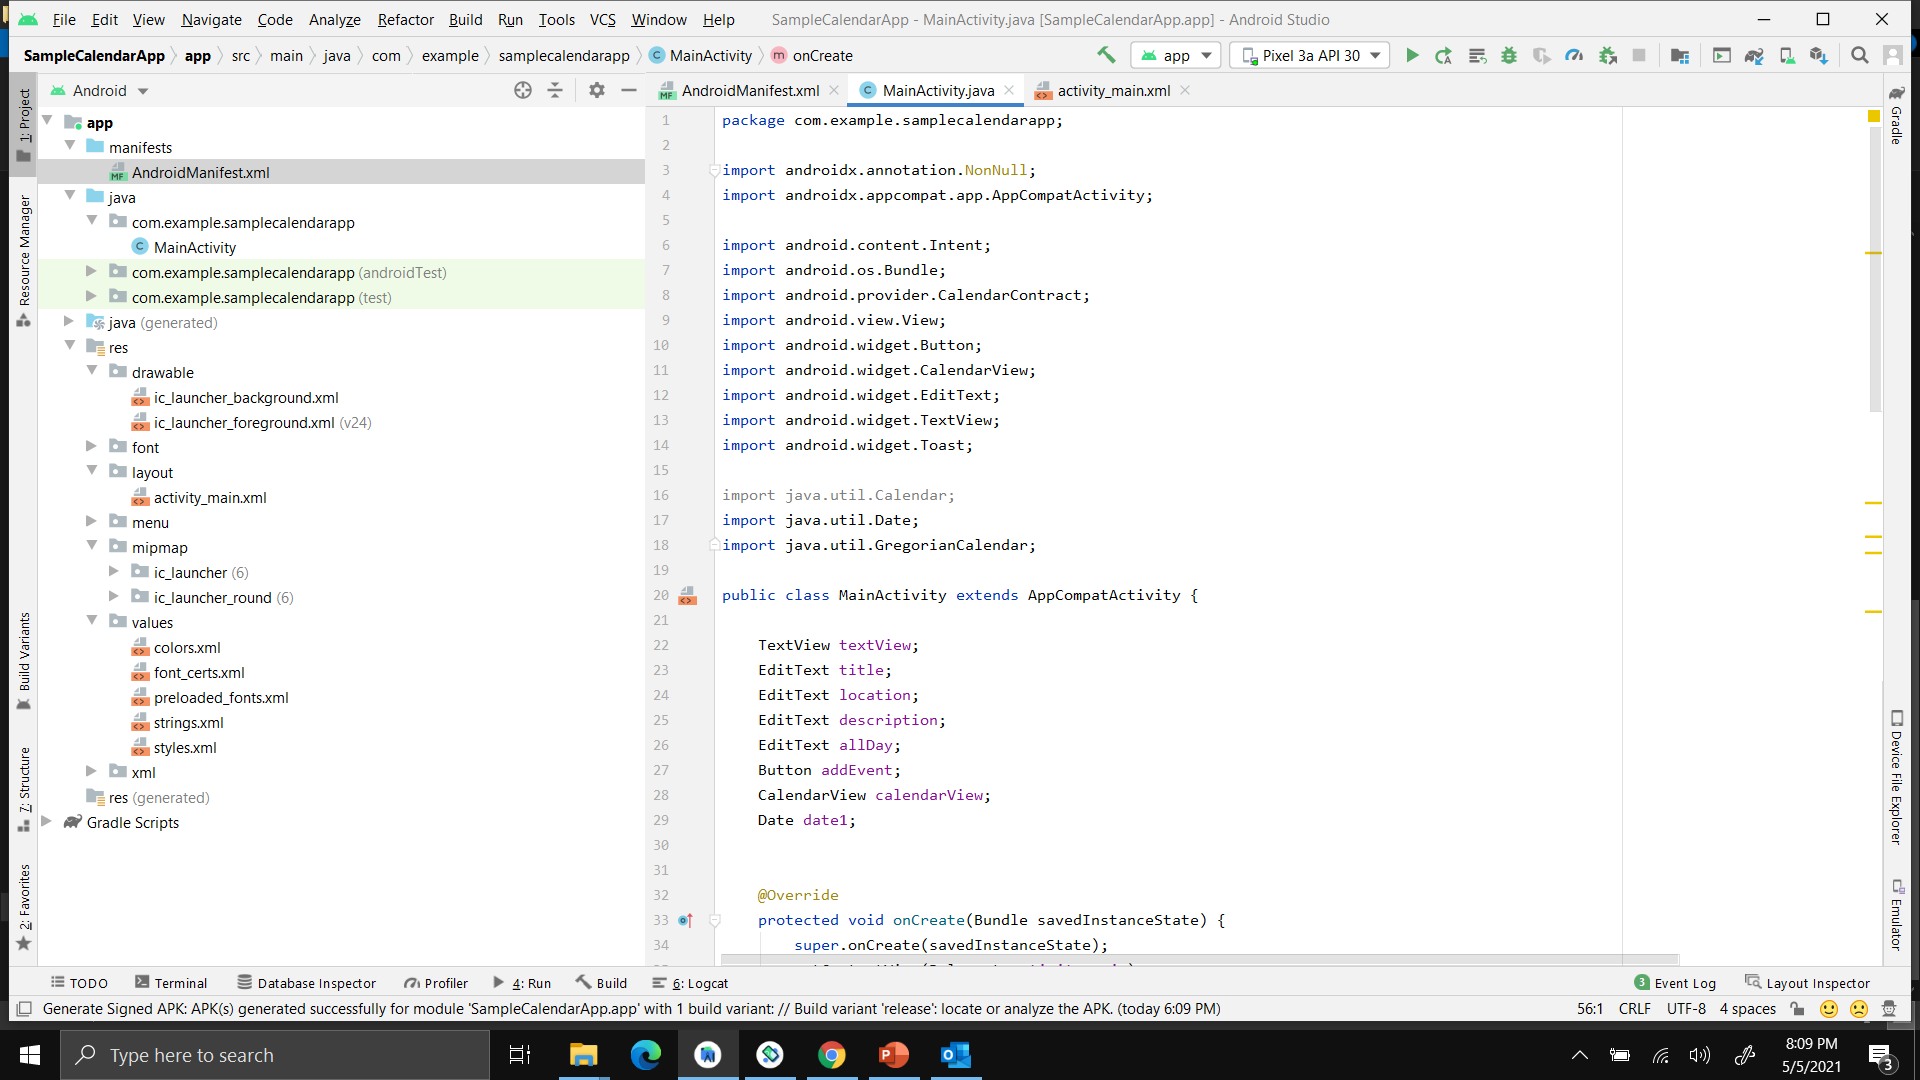 File Edit View Navigate Code Analyze Refactor Build Run Tools VCS Window Help SampleCalendarApp - MainActivity.java [SampleCalendarApp.app] - Android Studio
SampleCalendarApp app src main java com example samplecalendarapp C MainActivity m onCreate app Pixel 3a API 30
Android
AndroidManifest.xml MainActivity.java activity_main.xml
1: Project
Resource Manager
Build Variants
7: Structure
2: Favorites
app
manifests
AndroidManifest.xml
java
com.example.samplecalendarapp
MainActivity
com.example.samplecalendarapp (androidTest)
com.example.samplecalendarapp (test)
java (generated)
res
drawable
ic_launcher_background.xml
ic_launcher_foreground.xml (v24)
font
layout
activity_main.xml
menu
mipmap
ic_launcher (6)
ic_launcher_round (6)
values
colors.xml
font_certs.xml
preloaded_fonts.xml
strings.xml
styles.xml
xml
res (generated)
Gradle Scripts
1 package com.example.samplecalendarapp;
2
3 import androidx.annotation.NonNull;
4 import androidx.appcompat.app.AppCompatActivity;
5
6 import android.content.Intent;
7 import android.os.Bundle;
8 import android.provider.CalendarContract;
9 import android.view.View;
10 import android.widget.Button;
11 import android.widget.CalendarView;
12 import android.widget.EditText;
13 import android.widget.TextView;
14 import android.widget.Toast;
15
16 import java.util.Calendar;
17 import java.util.Date;
18 import java.util.GregorianCalendar;
19
20 public class MainActivity extends AppCompatActivity {
21
22 TextView textView;
23 EditText title;
24 EditText location;
25 EditText description;
26 EditText allDay;
27 Button addEvent;
28 CalendarView calendarView;
29 Date date1;
30
31
32 @Override
33 protected void onCreate(Bundle savedInstanceState) {
34 super.onCreate(savedInstanceState);
Gradle
Device File Explorer
Emulator
TODO Terminal Database Inspector Profiler 4: Run Build 6: Logcat 3 Event Log Layout Inspector
Generate Signed APK: APK(s) generated successfully for module 'SampleCalendarApp.app' with 1 build variant: // Build variant 'release': locate or analyze the APK. (today 6:09 PM) 56:1 CRLF UTF-8 4 spaces
Type here to search
8:09 PM
5/5/2021
3